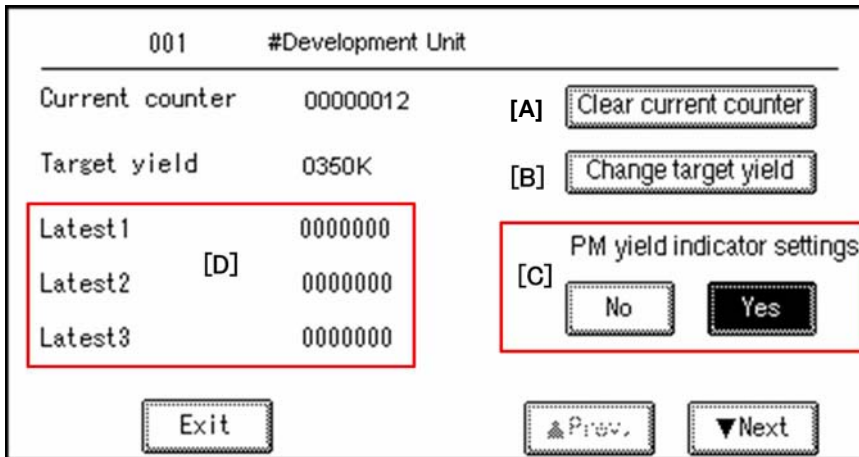 001 #Development Unit
Current counter 00000012 [A] Clear current counter
Target yield 0350K [B] Change target yield
Latest1 0000000
[D]
Latest2 0000000
Latest3 0000000
PM yield indicator settings
[C]
No Yes
Exit ▲Prev. ▼Next